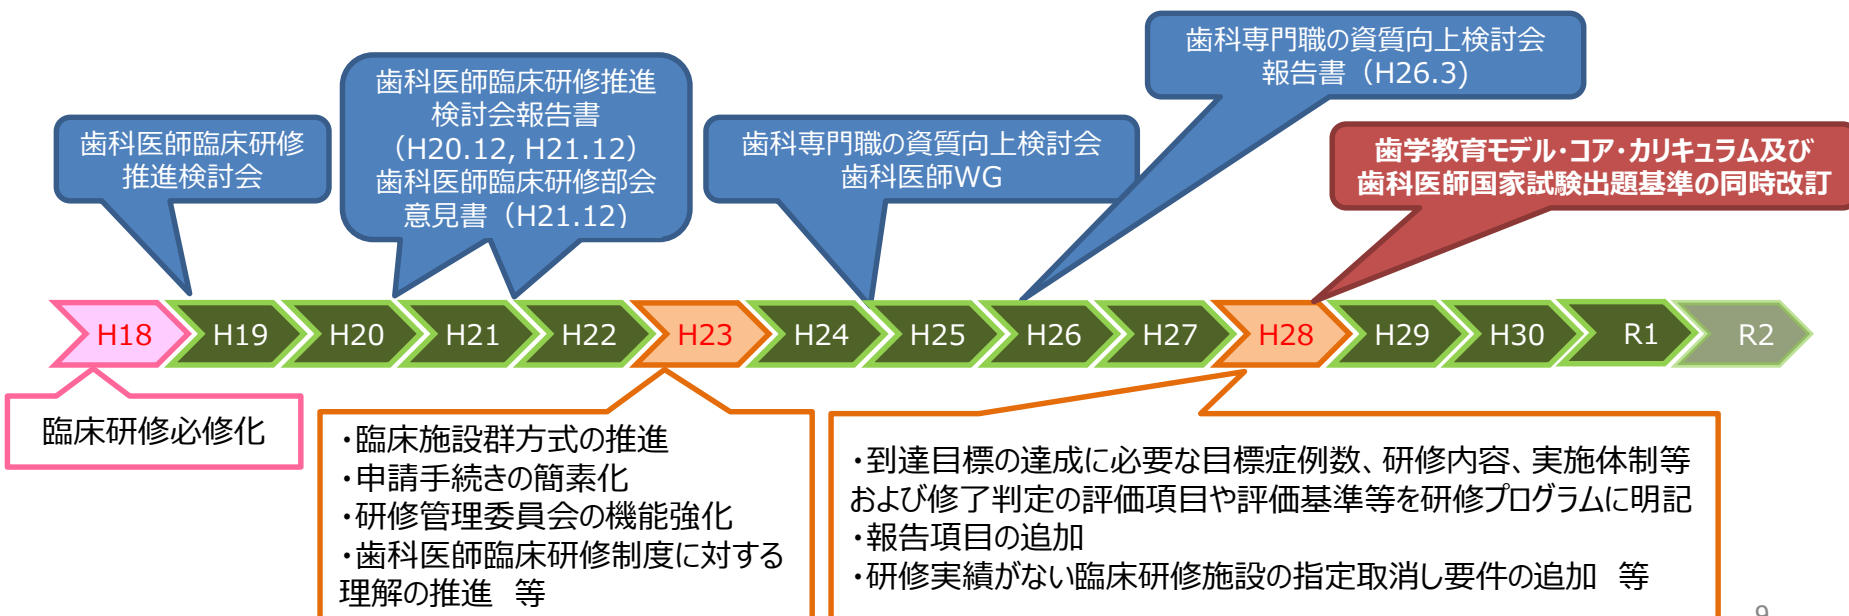 歯科医師臨床研修
推進検討会
歯科医師臨床研修推進
検討会報告書
（H20.12, H21.12）
歯科医師臨床研修部会
意見書（H21.12)
歯科専門職の資質向上検討会
歯科医師WG
歯科専門職の資質向上検討会
報告書（H26.3)
歯学教育モデル・コア・カリキュラム及び
歯科医師国家試験出題基準の同時改訂
H18 H19 H20 H21 H22 H23 H24 H25 H26 H27 H28 H29 H30 R1 R2
臨床研修必修化
・臨床施設群方式の推進
・申請手続きの簡素化
・研修管理委員会の機能強化
・歯科医師臨床研修制度に対する
理解の推進　等
・到達目標の達成に必要な目標症例数、研修内容、実施体制等
および修了判定の評価項目や評価基準等を研修プログラムに明記
・報告項目の追加
・研修実績がない臨床研修施設の指定取消し要件の追加　等
9